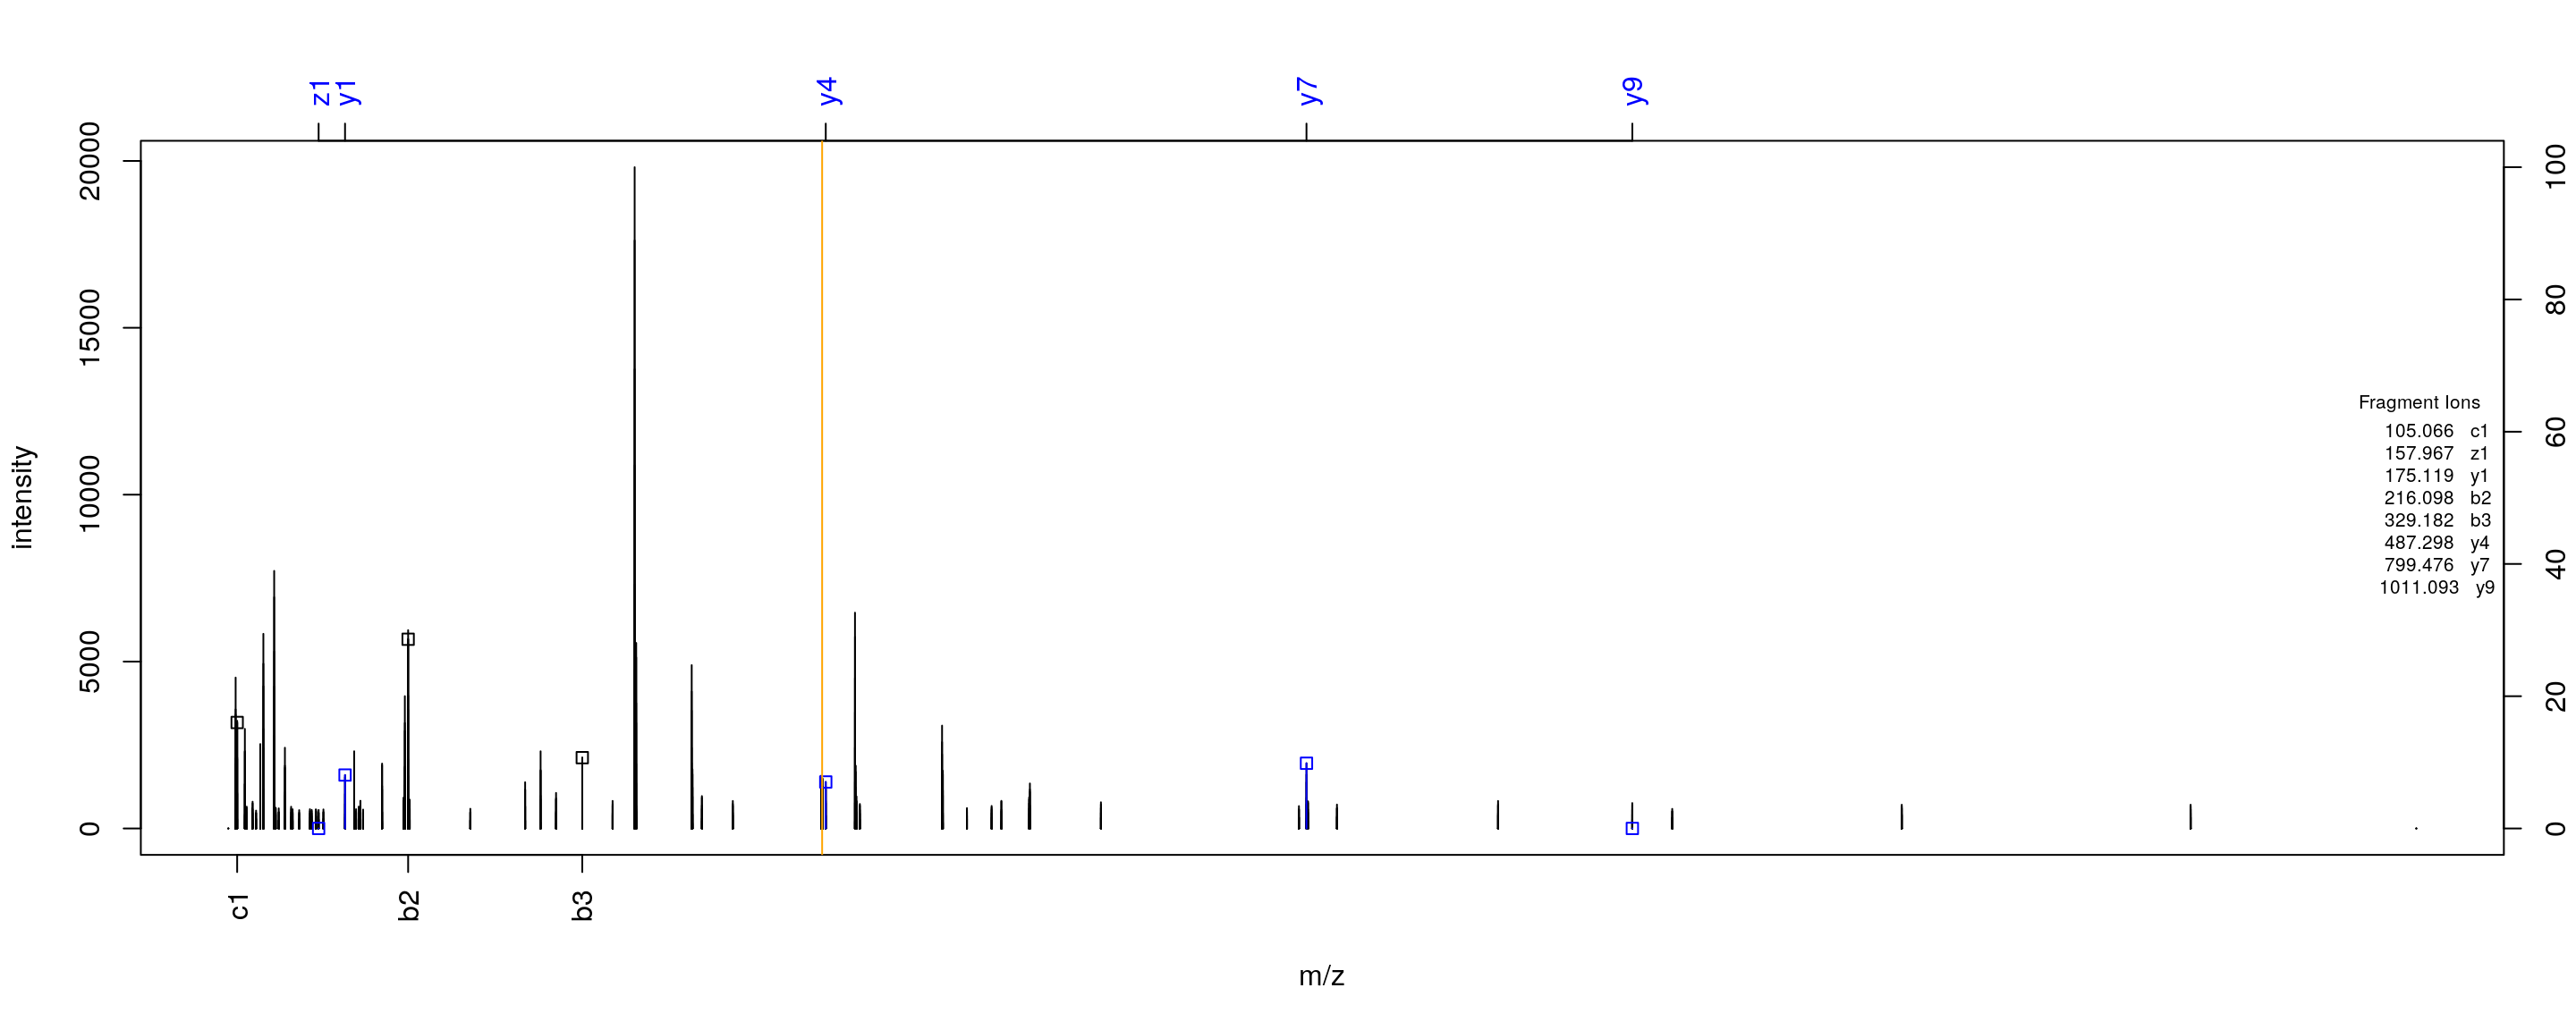 z1 y1 y4 y7 y9
20000 100
15000 80
10000 60
5000 40
0 20
0
intensity
Fragment Ions
105.066 c1
157.967 z1
175.119 y1
216.098 b2
329.182 b3
487.298 y4
799.476 y7
1011.093 y9
c1 b2 b3
m/z